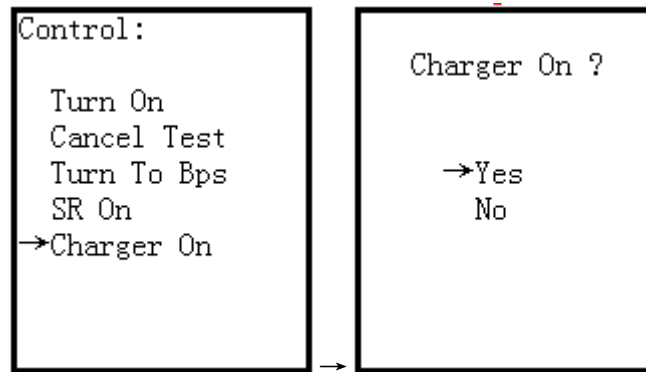 Control:
Turn On
Cancel Test
Turn To Bps
SR On
→Charger On
→
Charger On ?
→Yes
No